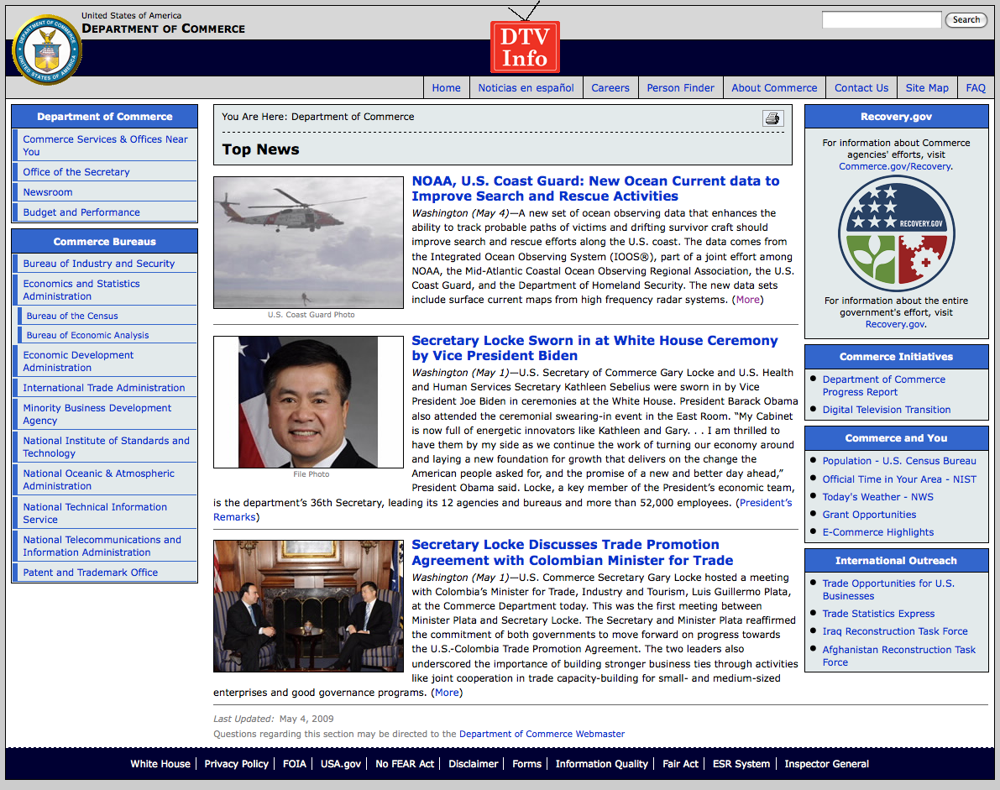 United States of America
DEPARTMENT OF COMMERCE
DEPARTMENT OF COMMERCE
UNITED STATES OF AMERICA
DTV
Info
Search
Home
Noticias en español
Careers
Person Finder
About Commerce
Contact Us
Site Map
FAQ
Department of Commerce
Commerce Services & Offices Near
You
Office of the Secretary
Newsroom
Budget and Performance
Commerce Bureaus
Bureau of Industry and Security
Economics and Statistics
Administration
Bureau of the Census
Bureau of Economic Analysis
Economic Development
Administration
International Trade Administration
Minority Business Development
Agency
National Institute of Standards and
Technology
National Oceanic & Atmospheric
Administration
National Technical Information
Service
National Telecommunications and
Information Administration
Patent and Trademark Office
You Are Here: Department of Commerce
Top News
NOAA, U.S. Coast Guard: New Ocean Current data to
Improve Search and Rescue Activities
Washington (May 4)—A new set of ocean observing data that enhances the
ability to track probable paths of victims and drifting survivor craft should
improve search and rescue efforts along the U.S. coast. The data comes from
the Integrated Ocean Observing System (IOOS®), part of a joint effort among
NOAA, the Mid-Atlantic Coastal Ocean Observing Regional Association, the U.S.
Coast Guard, and the Department of Homeland Security. The new data sets
include surface current maps from high frequency radar systems. (More)
U.S. Coast Guard Photo
Secretary Locke Sworn in at White House Ceremony
by Vice President Biden
Washington (May 1)—U.S. Secretary of Commerce Gary Locke and U.S. Health
and Human Services Secretary Kathleen Sebelius were sworn in by Vice
President Joe Biden in ceremonies at the White House. President Barack Obama
also attended the ceremonial swearing-in event in the East Room. “My Cabinet
is now full of energetic innovators like Kathleen and Gary. . . I am thrilled to
have them by my side as we continue the work of turning our economy around
and laying a new foundation for growth that delivers on the change the
American people asked for, and the promise of a new and better day ahead,”
President Obama said. Locke, a key member of the President’s economic team,
is the department’s 36th Secretary, leading its 12 agencies and bureaus and more than 52,000 employees. (President’s
Remarks)
File Photo
Secretary Locke Discusses Trade Promotion
Agreement with Colombian Minister for Trade
Washington (May 1)—U.S. Commerce Secretary Gary Locke hosted a meeting
with Colombia’s Minister for Trade, Industry and Tourism, Luis Guillermo Plata,
at the Commerce Department today. This was the first meeting between
Minister Plata and Secretary Locke. The Secretary and Minister Plata reaffirmed
the commitment of both governments to move forward on progress towards
the U.S.-Colombia Trade Promotion Agreement. The two leaders also
underscored the importance of building stronger business ties through activities
like joint cooperation in trade capacity-building for small- and medium-sized
enterprises and good governance programs. (More)
Last Updated: May 4, 2009
Questions regarding this section may be directed to the Department of Commerce Webmaster
Recovery.gov
For information about Commerce
agencies' efforts, visit
Commerce.gov/Recovery.
RECOVERY.GOV
For information about the entire
government's effort, visit
Recovery.gov.
Commerce Initiatives
Department of Commerce
Progress Report
Digital Television Transition
Commerce and You
Population - U.S. Census Bureau
Official Time in Your Area - NIST
Today's Weather - NWS
Grant Opportunities
E-Commerce Highlights
International Outreach
Trade Opportunities for U.S.
Businesses
Trade Statistics Express
Iraq Reconstruction Task Force
Afghanistan Reconstruction Task
Force
White House
Privacy Policy
FOIA
USA.gov
No FEAR Act
Disclaimer
Forms
Information Quality
Fair Act
ESR System
Inspector General